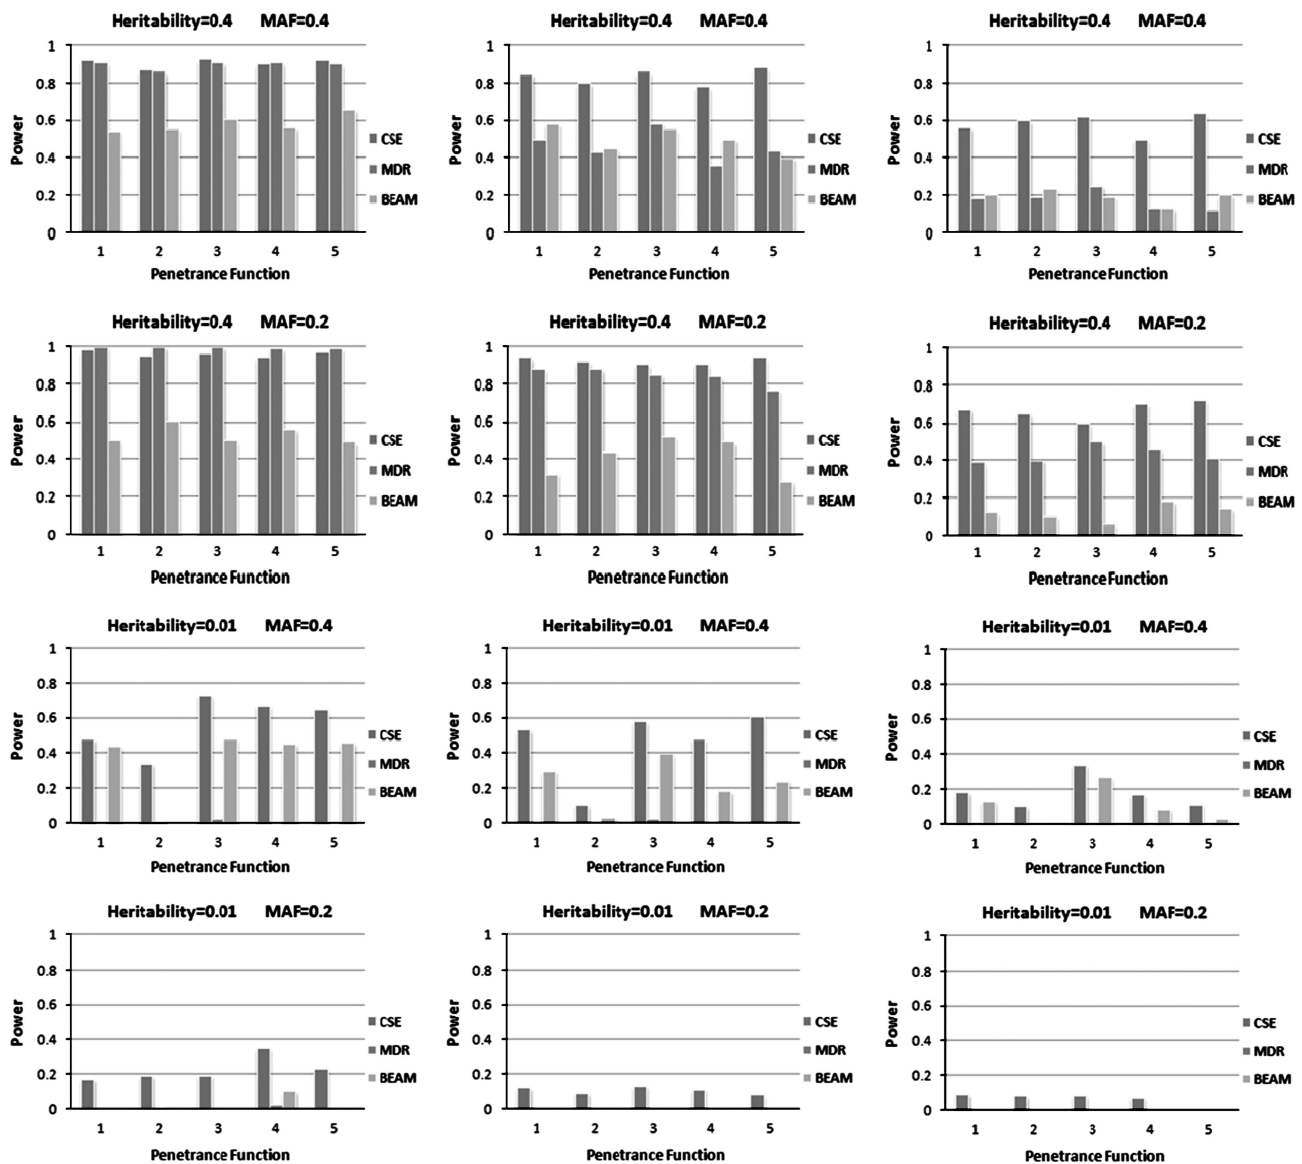 Heritability=0.4 MAF=0.4
1
0.8
0.6
0.4
0.2
0
Power
1 2 3 4 5
Penetrance Function
CSE
MDR
BEAM
Heritability=0.4 MAF=0.4
1
0.8
0.6
0.4
0.2
0
Power
1 2 3 4 5
Penetrance Function
CSE
MDR
BEAM
Heritability=0.4 MAF=0.4
1
0.8
0.6
0.4
0.2
0
Power
1 2 3 4 5
Penetrance Function
CSE
MDR
BEAM
Heritability=0.4 MAF=0.2
1
0.8
0.6
0.4
0.2
0
Power
1 2 3 4 5
Penetrance Function
CSE
MDR
BEAM
Heritability=0.4 MAF=0.2
1
0.8
0.6
0.4
0.2
0
Power
1 2 3 4 5
Penetrance Function
CSE
MDR
BEAM
Heritability=0.4 MAF=0.2
1
0.8
0.6
0.4
0.2
0
Power
1 2 3 4 5
Penetrance Function
CSE
MDR
BEAM
Heritability=0.01 MAF=0.4
1
0.8
0.6
0.4
0.2
0
Power
1 2 3 4 5
Penetrance Function
CSE
MDR
BEAM
Heritability=0.01 MAF=0.4
1
0.8
0.6
0.4
0.2
0
Power
1 2 3 4 5
Penetrance Function
CSE
MDR
BEAM
Heritability=0.01 MAF=0.4
1
0.8
0.6
0.4
0.2
0
Power
1 2 3 4 5
Penetrance Function
CSE
MDR
BEAM
Heritability=0.01 MAF=0.2
1
0.8
0.6
0.4
0.2
0
Power
1 2 3 4 5
Penetrance Function
CSE
MDR
BEAM
Heritability=0.01 MAF=0.2
1
0.8
0.6
0.4
0.2
0
Power
1 2 3 4 5
Penetrance Function
CSE
MDR
BEAM
Heritability=0.01 MAF=0.2
1
0.8
0.6
0.4
0.2
0
Power
1 2 3 4 5
Penetrance Function
CSE
MDR
BEAM